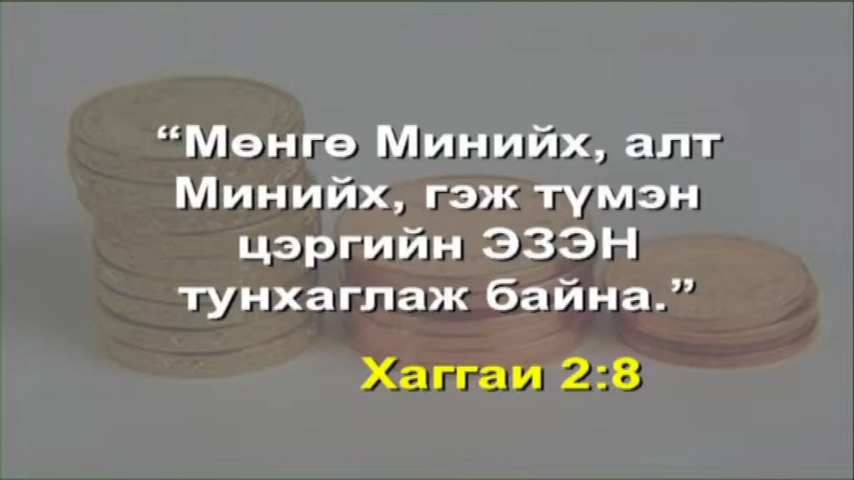 “Мөнгө Минийх, алт
Минийх, гэж түмэн
цэргийн ЭЗЭН
тунхаглаж байна.”
Хаггаи 2:8